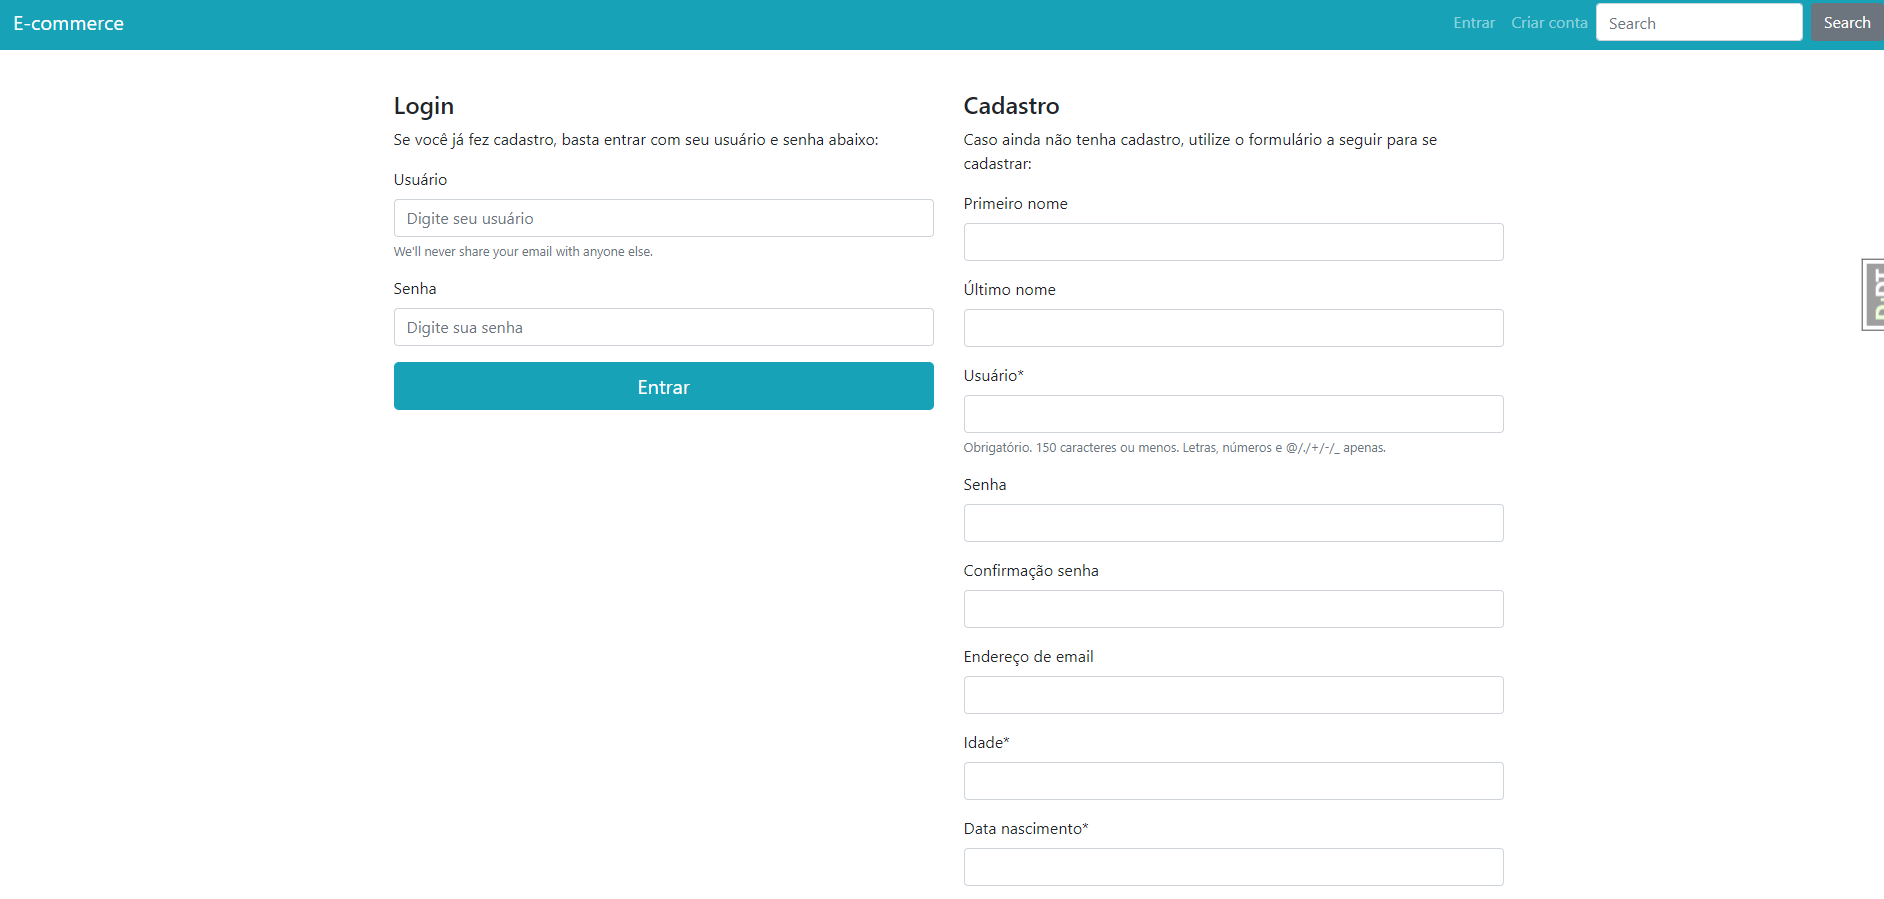 E-commerce
Entrar
Criar conta
Search
Search
Login
Se você já fez cadastro, basta entrar com seu usuário e senha abaixo:
Usuário
Digite seu usuário
We'll never share your email with anyone else.
Senha
Digite sua senha
Entrar
Cadastro
Caso ainda não tenha cadastro, utilize o formulário a seguir para se
cadastrar:
Primeiro nome
Último nome
Usuário*
Obrigatório. 150 caracteres ou menos. Letras, números e @/./+/-/_ apenas.
Senha
Confirmação senha
Endereço de email
Idade*
Data nascimento*